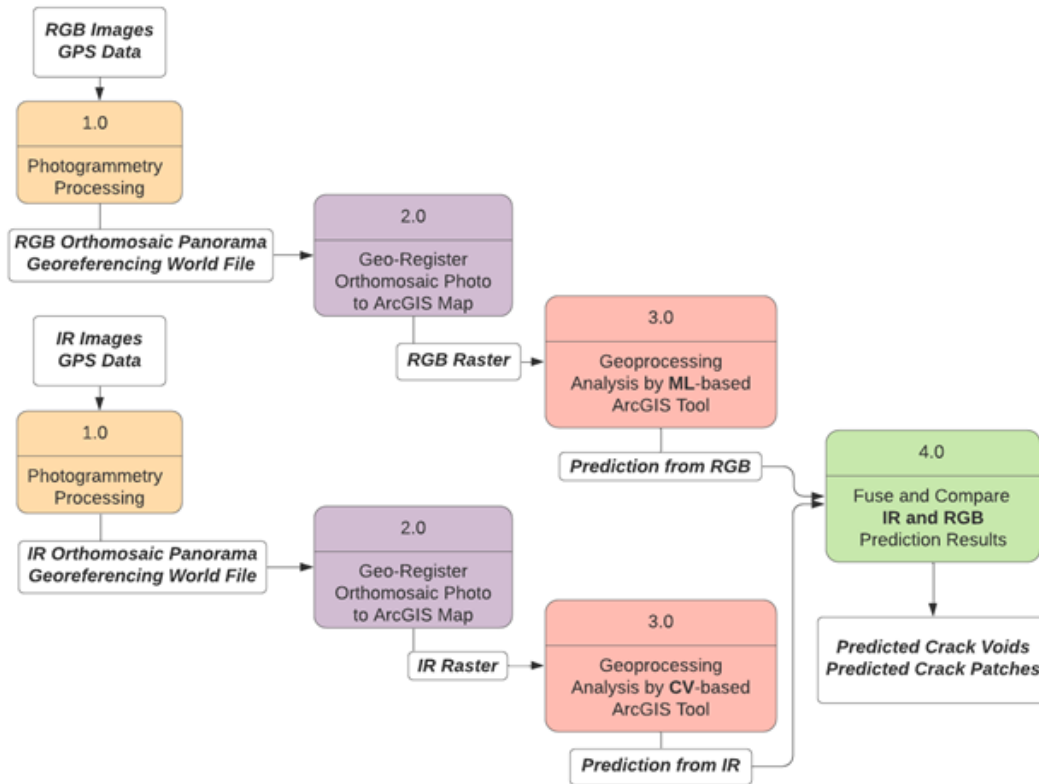 RGB Images
GPS Data
1.0
Photogrammetry
Processing
RGB Orthomosaic Panorama
Georeferencing World File
2.0
Geo-Register
Orthomosaic Photo
to ArcGIS Map
RGB Raster
3.0
Geoprocessing
Analysis by ML-based
ArcGIS Tool
Prediction from RGB
IR Images
GPS Data
1.0
Photogrammetry
Processing
IR Orthomosaic Panorama
Georeferencing World File
2.0
Geo-Register
Orthomosaic Photo
to ArcGIS Map
IR Raster
3.0
Geoprocessing
Analysis by CV-based
ArcGIS Tool
Prediction from IR
4.0
Fuse and Compare
IR and RGB
Prediction Results
Predicted Crack Voids
Predicted Crack Patches